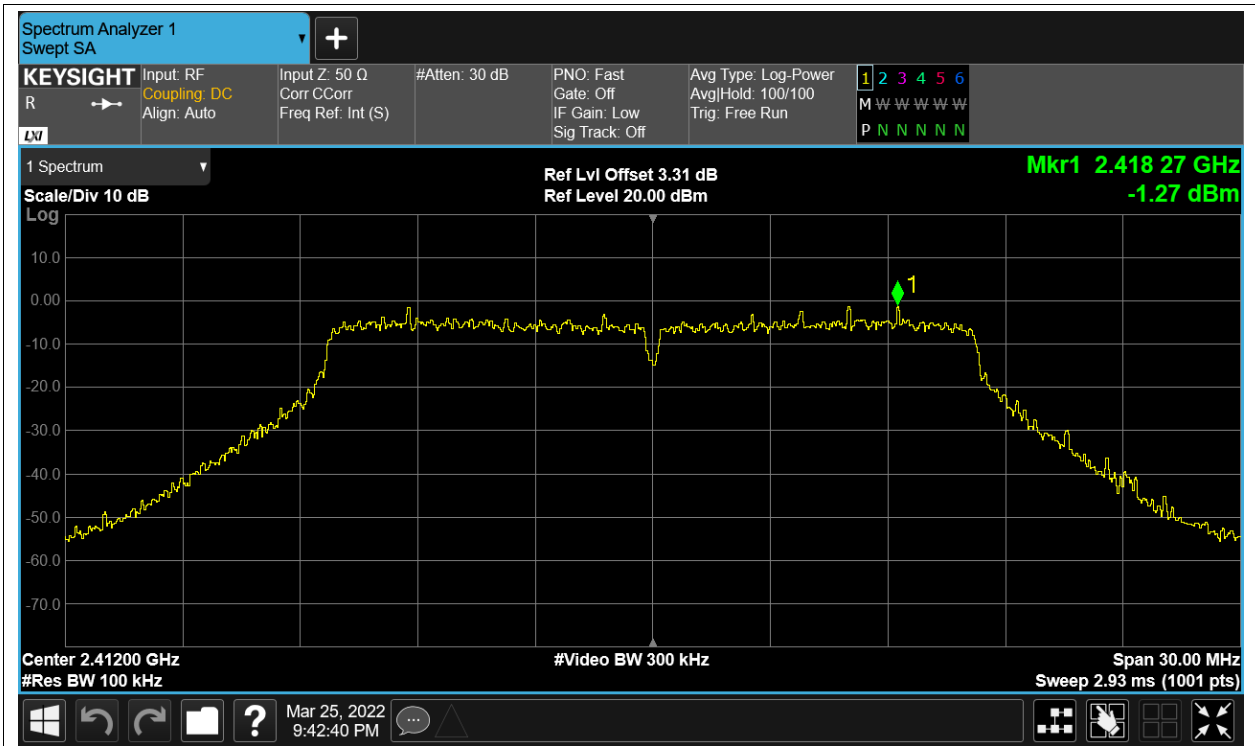 Spectrum Analyzer 1
Swept SA
KEYSIGHT
R
LXI
Input: RF
Coupling: DC
Align: Auto
Input Z: 50 Ω
Corr CCorr
Freq Ref: Int (S)
#Atten: 30 dB
PNO: Fast
Gate: Off
IF Gain: Low
Sig Track: Off
Avg Type: Log-Power
Avg|Hold: 100/100
Trig: Free Run
1 2 3 4 5 6
M W W W W W
P N N N N N
1 Spectrum
Scale/Div 10 dB
Ref Lvl Offset 3.31 dB
Ref Level 20.00 dBm
Mkr1 2.418 27 GHz
-1.27 dBm
Log
10.0
0.00
-10.0
-20.0
-30.0
-40.0
-50.0
-60.0
-70.0
1
Center 2.41200 GHz
#Res BW 100 kHz
#Video BW 300 kHz
Span 30.00 MHz
Sweep 2.93 ms (1001 pts)
?
Mar 25, 2022
9:42:40 PM